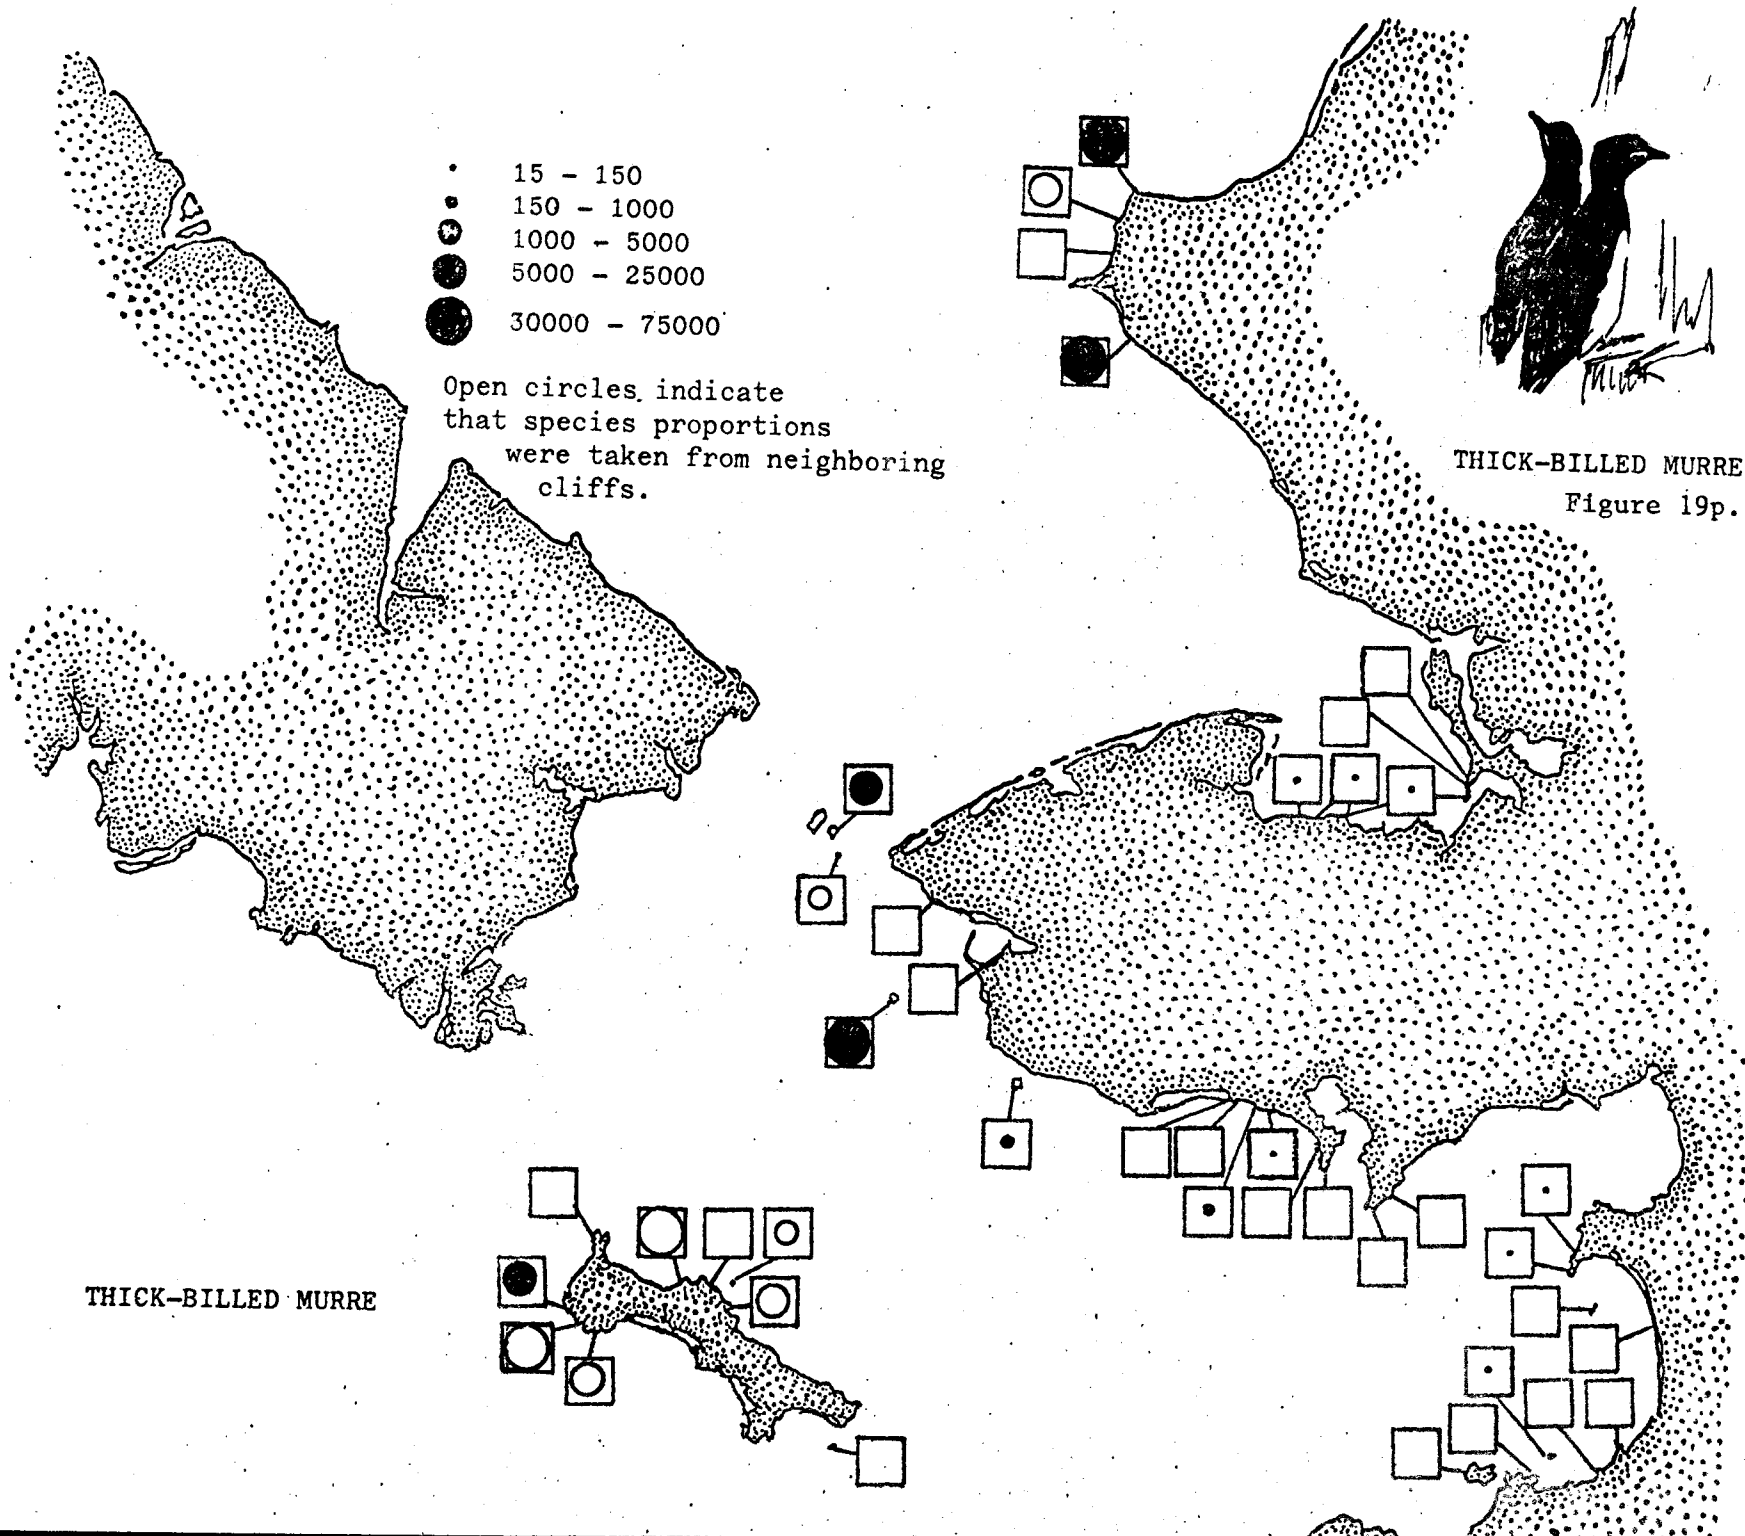 15 - 150
150 - 1000
1000 - 5000
5000 - 25000
30000 - 75000
Open circles indicate
that species proportions
were taken from neighboring
cliffs.
THICK-BILLED MURRE
Figure 19p.
THICK-BILLED MURRE